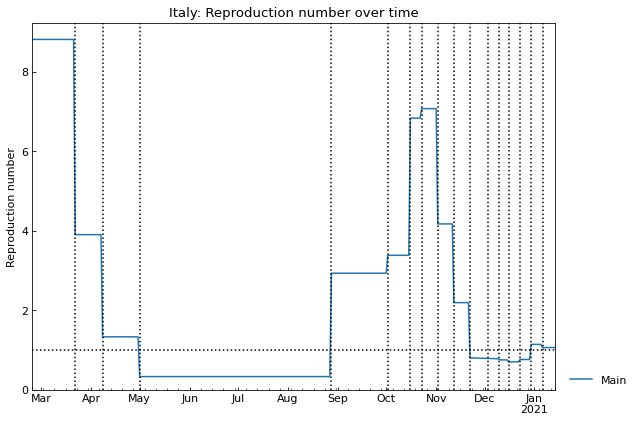 Italy: Reproduction number over time
Reproduction number
8
6
4
2
0
Mar Apr May Jun Jul Aug Sep Oct Nov Dec Jan
2021
Main